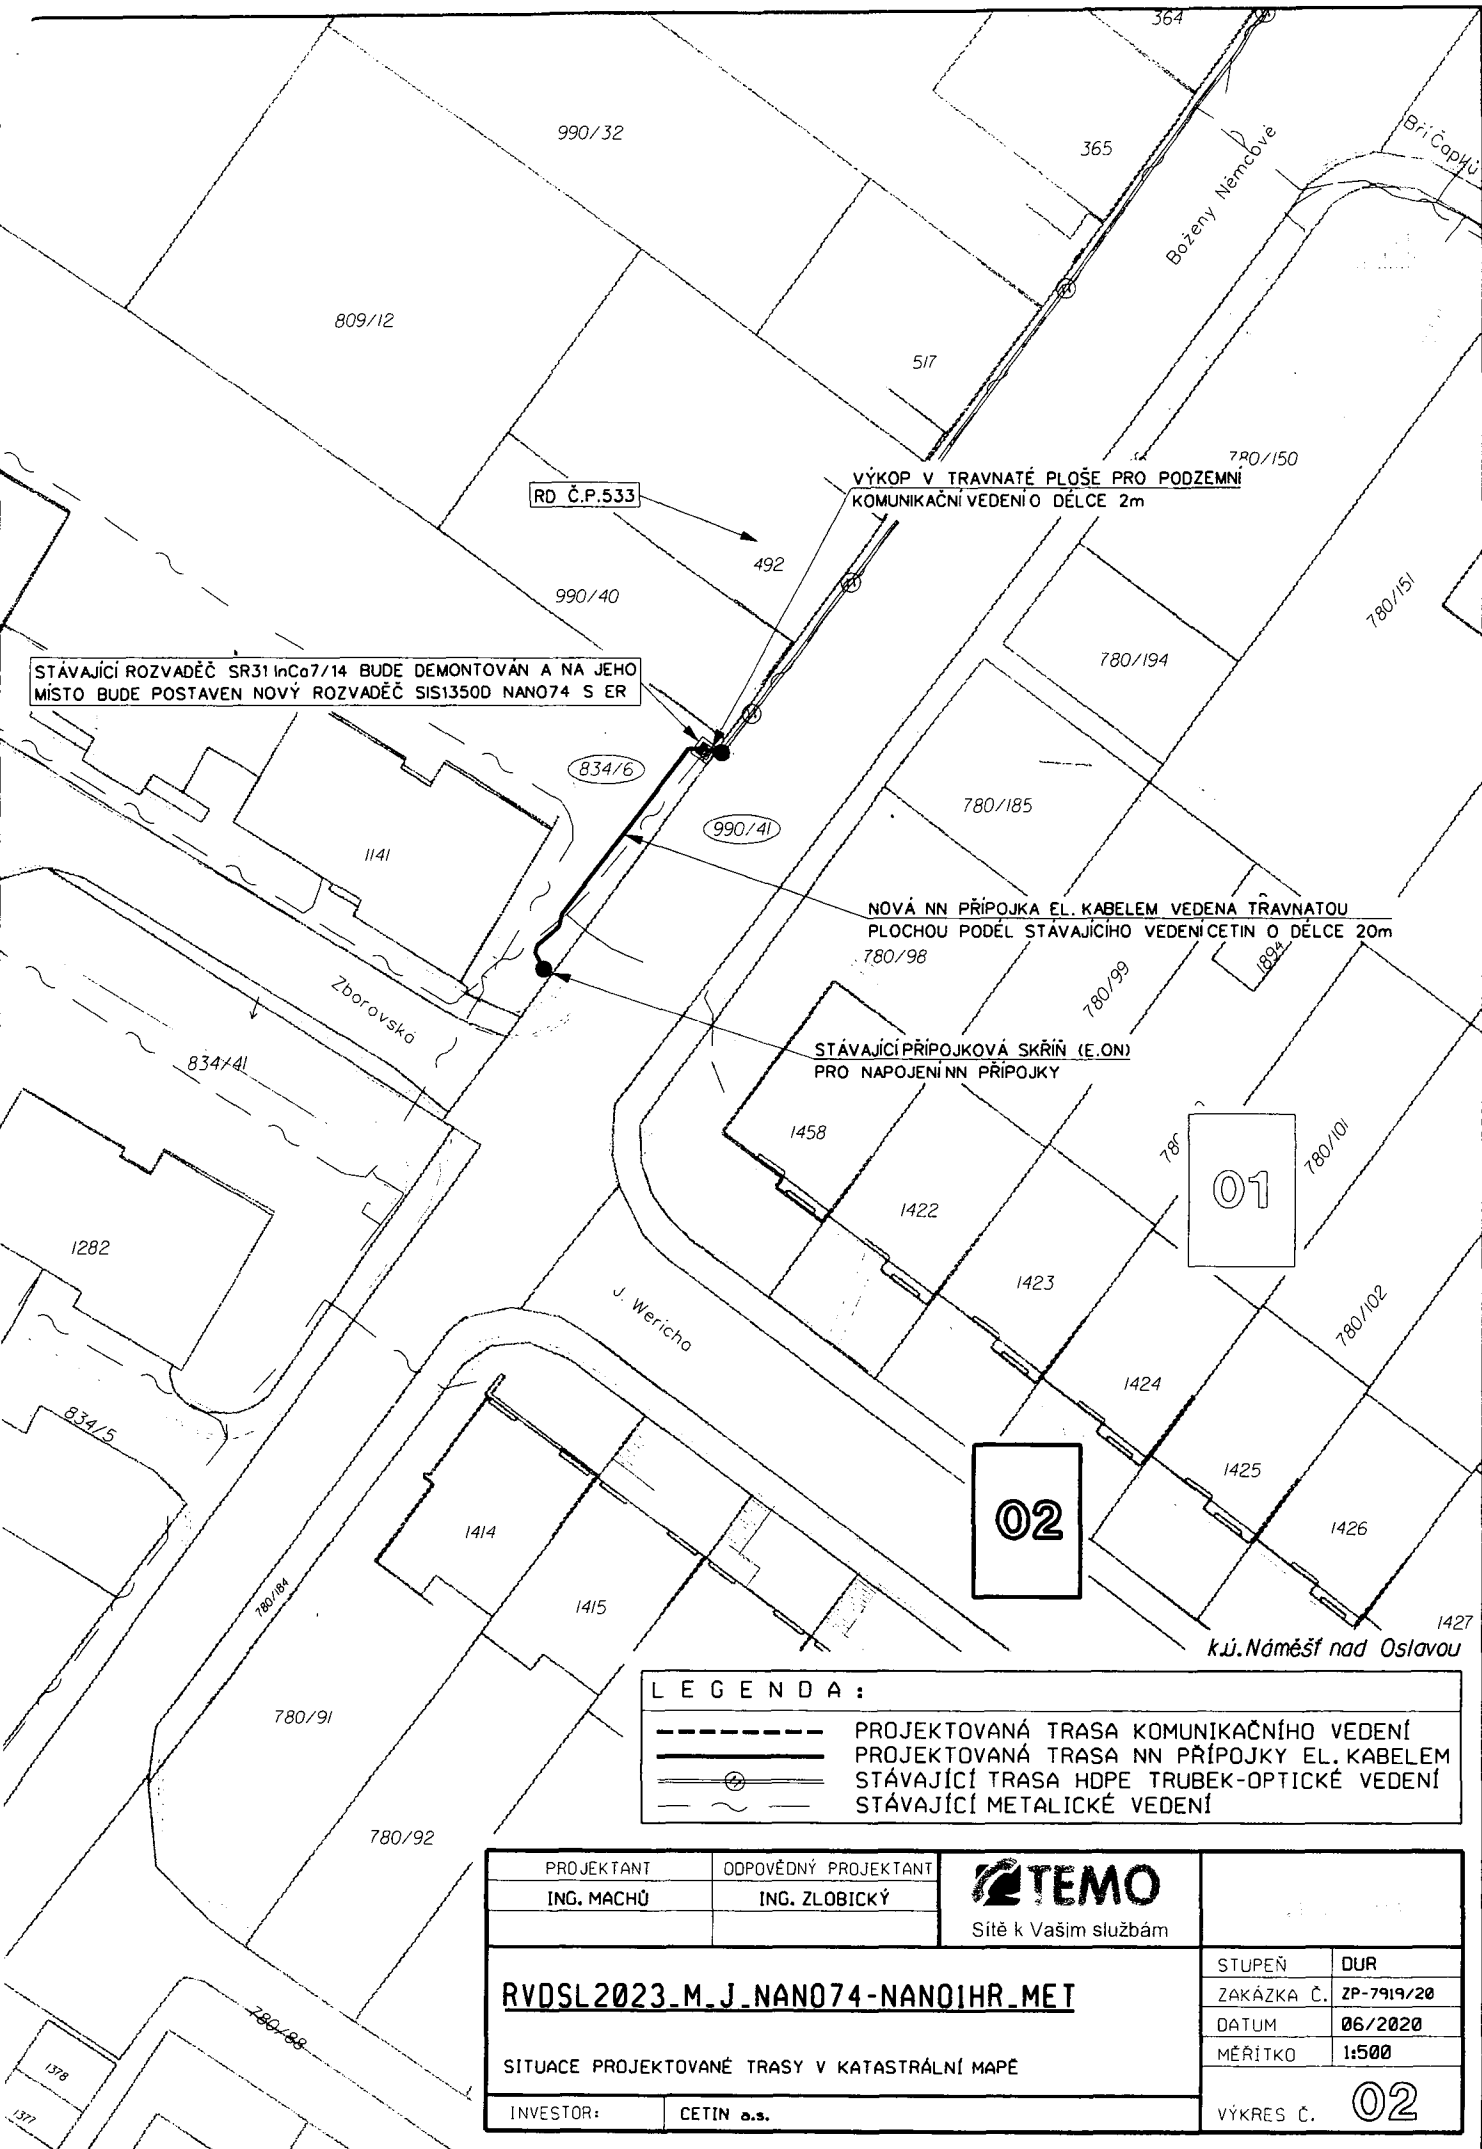 364
990/32
365
Boženy Němcové
Bří Čapků
809/12
517
780/150
VÝKOP V TRAVNATÉ PLOŠE PRO PODZEMNÍ
KOMUNIKAČNÍ VEDENÍ O DÉLCE 2m
RD Č.P.533
492
990/40
780/151
780/194
STÁVAJÍCÍ ROZVADĚČ SR31 InCa7/14 BUDE DEMONTOVÁN A NA JEHO
MÍSTO BUDE POSTAVEN NOVÝ ROZVADĚČ SIS1350D NANO74 S ER
834/6
780/185
990/41
1141
NOVÁ NN PŘÍPOJKA EL. KABELEM VEDENA TRAVNATOU
PLOCHOU PODÉL STÁVAJÍCÍHO VEDENÍ CETIN O DÉLCE 20m
780/98
780/99
1894
Zborovská
834/41
STÁVAJÍCÍ PŘÍPOJKOVÁ SKŘÍŇ (E.ON)
PRO NAPOJENÍ NN PŘÍPOJKY
1458
780/101
01
1422
1282
1423
J. Wericha
780/102
1424
834/5
1425
02
1414
1426
780/184
1415
1427
k.ú. Náměšť nad Oslavou
LEGENDA:
PROJEKTOVANÁ TRASA KOMUNIKAČNÍHO VEDENÍ
PROJEKTOVANÁ TRASA NN PŘÍPOJKY EL. KABELEM
STÁVAJÍCÍ TRASA HDPE TRUBEK-OPTICKÉ VEDENÍ
STÁVAJÍCÍ METALICKÉ VEDENÍ
780/91
780/92
PROJEKTANT
ODPOVĚDNÝ PROJEKTANT
ING. MACHŮ
ING. ZLOBICKÝ
TEMO
Sítě k Vašim službám
RVDSL2023_M_J_NANO74-NANO1HR_MET
STUPEŇ DUR
ZAKÁZKA Č. ZP-7919/20
DATUM 06/2020
MĚŘÍTKO 1:500
SITUACE PROJEKTOVANÉ TRASY V KATASTRÁLNÍ MAPĚ
INVESTOR: CETIN a.s.
VÝKRES Č. 02
780/88
1378
1377